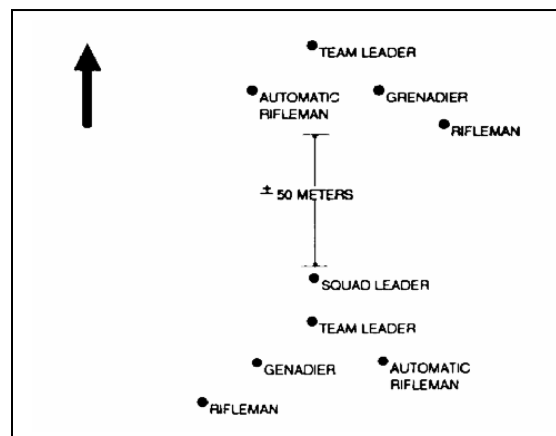 TEAM LEADER
AUTOMATIC
RIFLEMAN
GRENADIER
RIFLEMAN
± 50 METERS
SQUAD LEADER
TEAM LEADER
GENADIER
AUTOMATIC
RIFLEMAN
RIFLEMAN